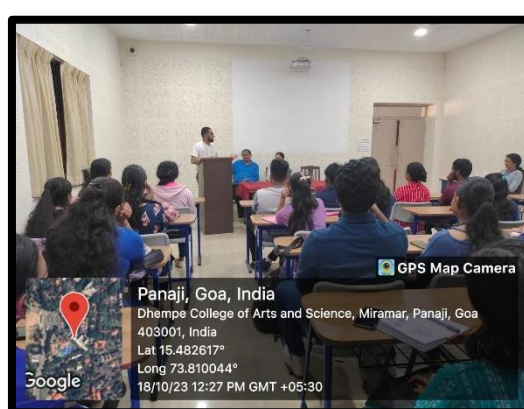 GPS Map Camera
Panaji, Goa, India
Dhempe College of Arts and Science, Miramar, Panaji, Goa
403001, India
Lat 15.482617°
Long 73.810044°
18/10/23 12:27 PM GMT +05:30
Google